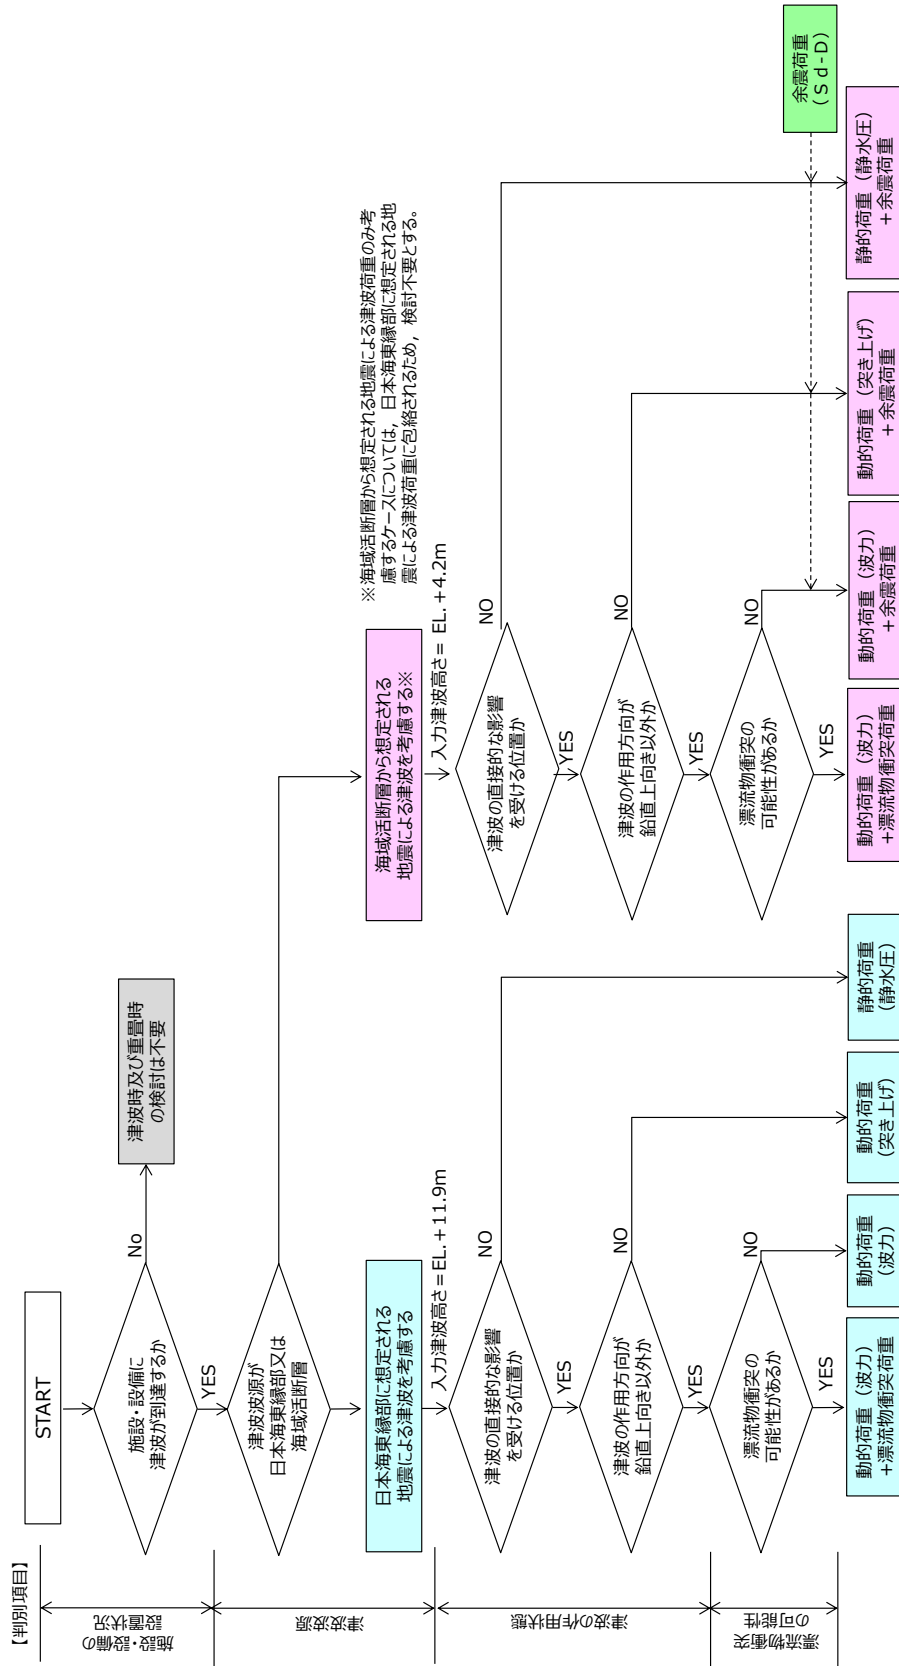 【判別項目】
施設・設備の
設置状況
津波波源
津波の作用状態
漂流物衝突
の可能性
START
施設・設備に
津波が到達するか
No
津波時及び重畳時
の検討は不要
YES
津波波源が
日本海東縁部又は
海域活断層
日本海東縁部に想定される
地震による津波を考慮する
入力津波高さ=EL.+11.9m
津波の直接的な影響
を受ける位置か
NO
YES
津波の作用方向が
鉛直上向き以外か
NO
YES
漂流物衝突の
可能性があるか
NO
YES
動的荷重（波力）
+漂流物衝突荷重
動的荷重
（波力）
動的荷重
（突き上げ）
静的荷重
（静水圧）
海域活断層から想定される
地震による津波を考慮する※
※海域活断層から想定される地震による津波荷重のみ考
慮するケースについては，日本海東縁部に想定される地
震による津波荷重に包絡されるため，検討不要とする。
入力津波高さ= EL.+4.2m
津波の直接的な影響
を受ける位置か
NO
YES
津波の作用方向が
鉛直上向き以外か
NO
YES
漂流物衝突の
可能性があるか
NO
YES
余震荷重
（Ｓｄ-Ｄ）
動的荷重（波力）
+漂流物衝突荷重
動的荷重（波力）
+余震荷重
動的荷重（突き上げ）
+余震荷重
静的荷重（静水圧）
+余震荷重